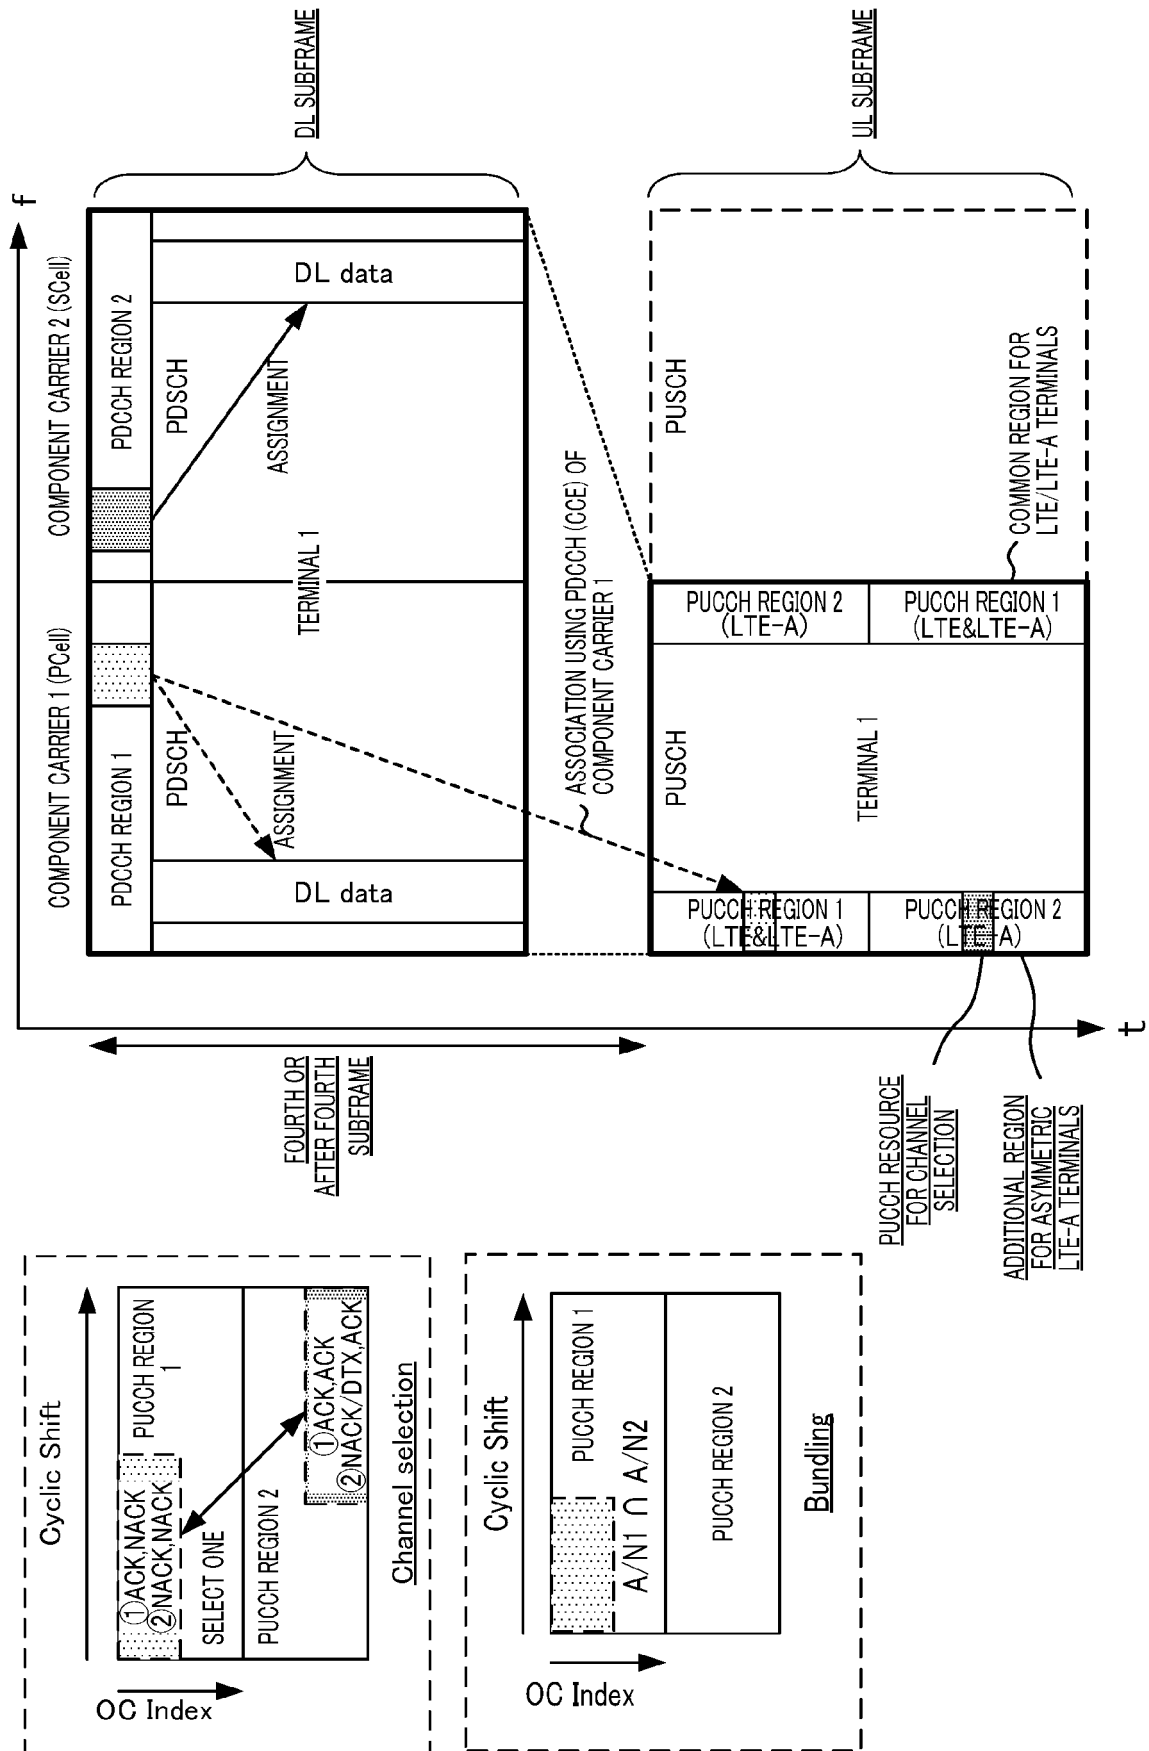 COMPONENT CARRIER 1 (PCell)
COMPONENT CARRIER 2 (SCell)
f
PDCCH REGION 1
PDCCH REGION 2
PDSCH
PDSCH
ASSIGNMENT
ASSIGNMENT
TERMINAL 1
DL data
DL data
DL SUBFRAME
FOURTH OR
AFTER FOURTH
SUBFRAME
ASSOCIATION USING PDCCH (CCE) OF
COMPONENT CARRIER 1
PUCCH REGION 1
(LTE&LTE-A)
PUCCH REGION 2
(LTE-A)
PUSCH
TERMINAL 1
PUCCH REGION 2
(LTE-A)
PUCCH REGION 1
(LTE&LTE-A)
PUSCH
COMMON REGION FOR
LTE/LTE-A TERMINALS
UL SUBFRAME
t
PUCCH RESOURCE
FOR CHANNEL
SELECTION
ADDITIONAL REGION
FOR ASYMMETRIC
LTE-A TERMINALS
Cyclic Shift
OC Index
①ACK,NACK
②NACK,NACK
PUCCH REGION
1
SELECT ONE
PUCCH REGION 2
①ACK,ACK
②NACK/DTX,ACK
Channel selection
Cyclic Shift
OC Index
PUCCH REGION 1
A/N1 ∩ A/N2
PUCCH REGION 2
Bundling